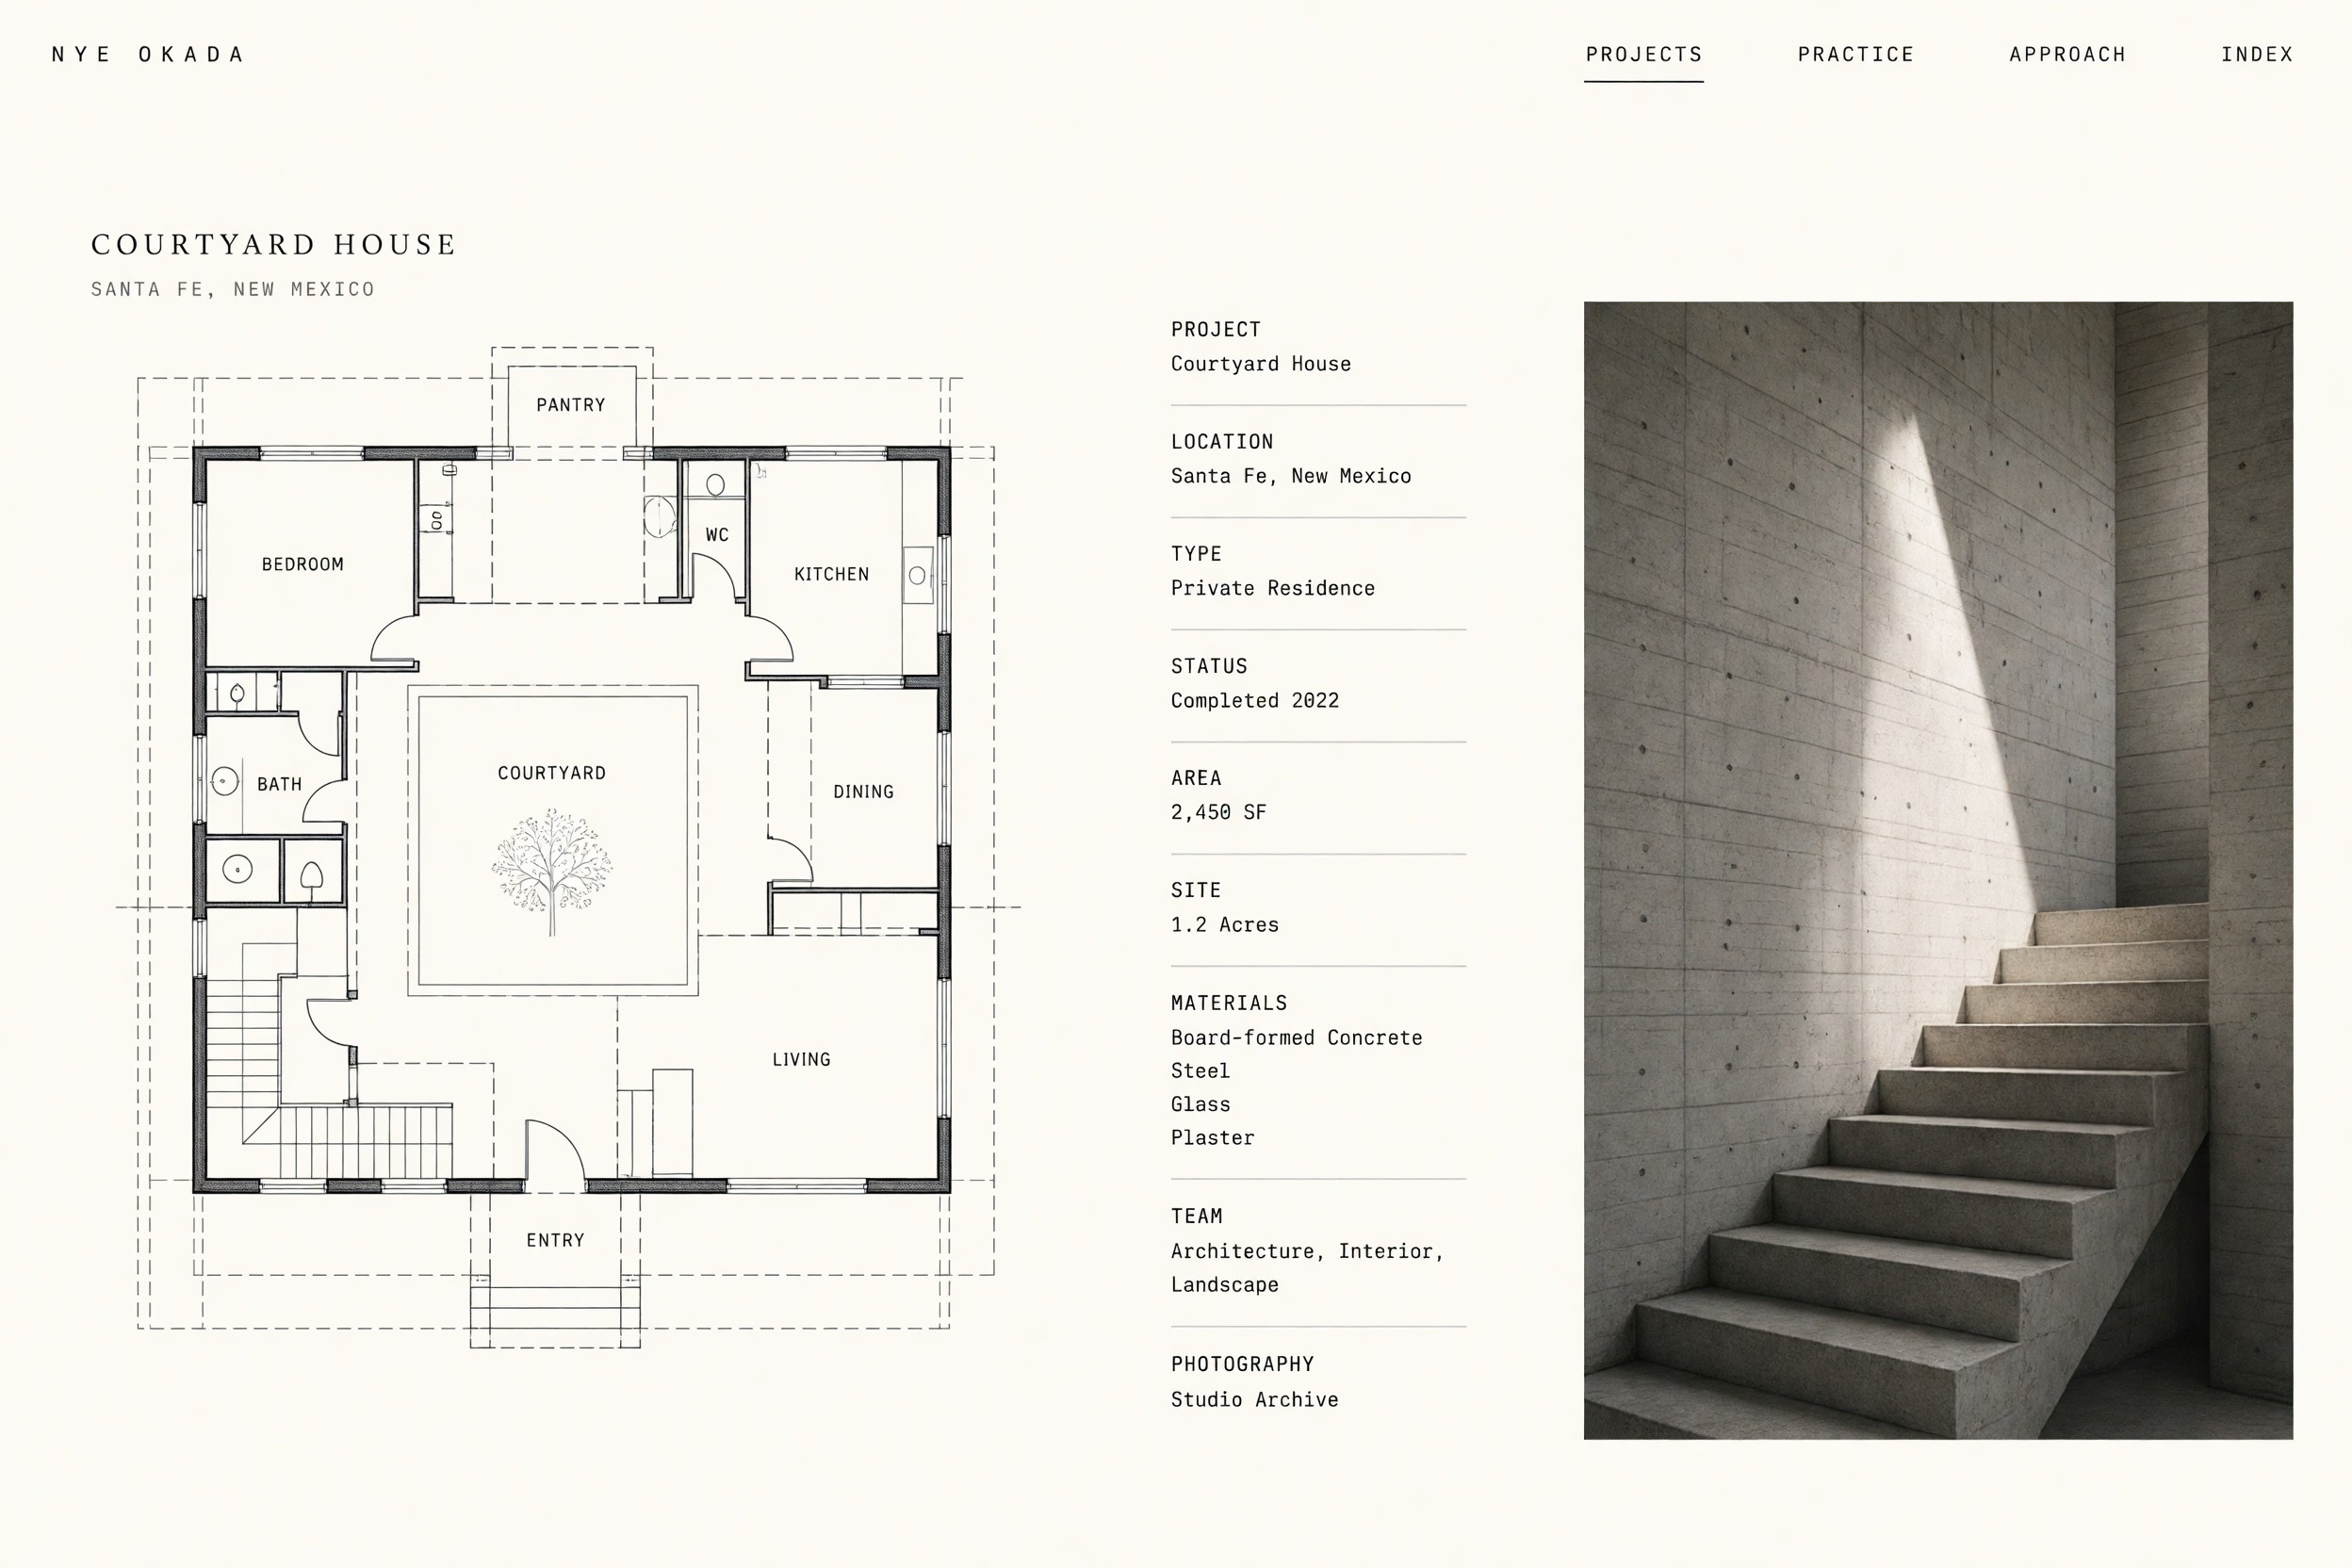 NYE OKADA
PROJECTS
PRACTICE
APPROACH
INDEX
COURTYARD HOUSE
SANTA FE, NEW MEXICO
PANTRY
WC
BEDROOM
KITCHEN
COURTYARD
BATH
DINING
LIVING
ENTRY
PROJECT
Courtyard House
LOCATION
Santa Fe, New Mexico
TYPE
Private Residence
STATUS
Completed 2022
AREA
2,450 SF
SITE
1.2 Acres
MATERIALS
Board-formed Concrete
Steel
Glass
Plaster
TEAM
Architecture, Interior,
Landscape
PHOTOGRAPHY
Studio Archive